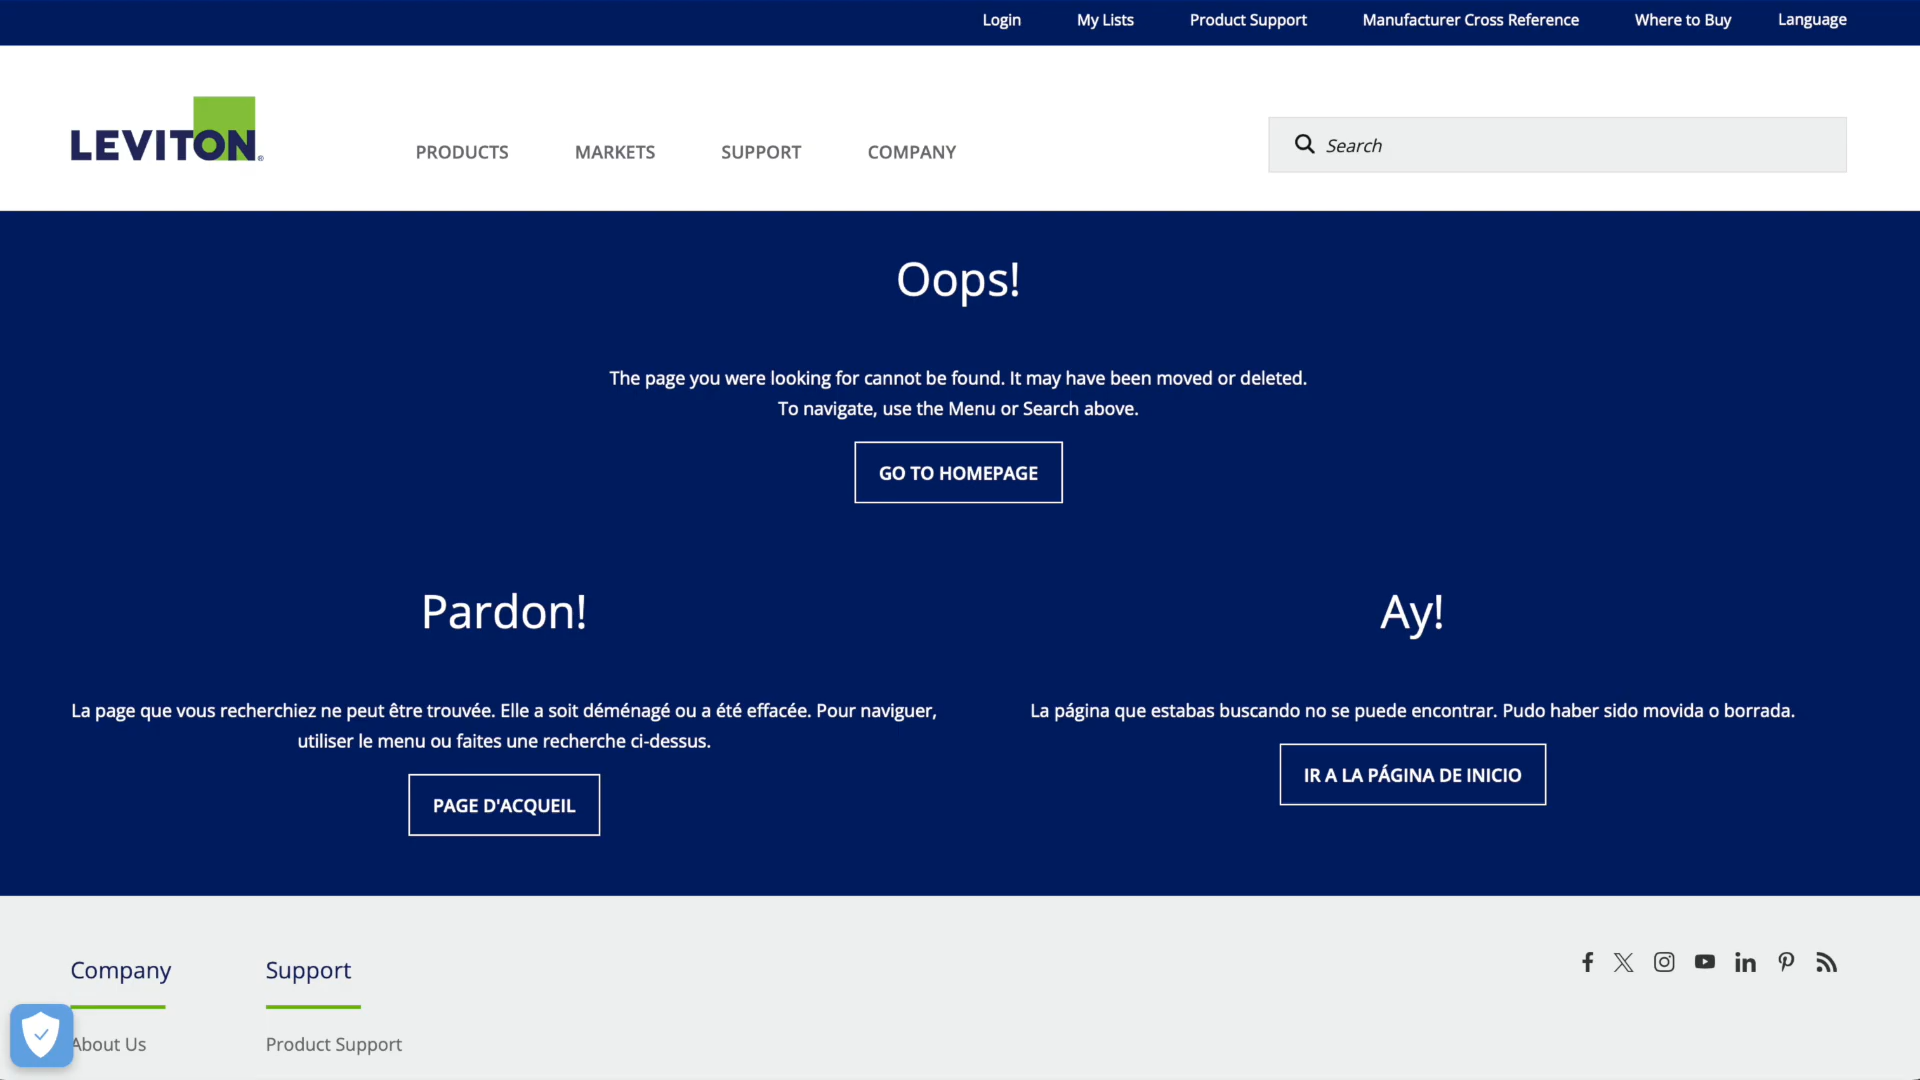 Login My Lists Product Support Manufacturer Cross Reference Where to Buy Language
LEVITON®
PRODUCTS MARKETS SUPPORT COMPANY
Search
Oops!
The page you were looking for cannot be found. It may have been moved or deleted.
To navigate, use the Menu or Search above.
GO TO HOMEPAGE
Pardon!
La page que vous recherchiez ne peut être trouvée. Elle a soit déménagé ou a été effacée. Pour naviguer,
utiliser le menu ou faites une recherche ci-dessus.
PAGE D'ACQUEIL
Ay!
La página que estabas buscando no se puede encontrar. Pudo haber sido movida o borrada.
IR A LA PÁGINA DE INICIO
Company
About Us
Support
Product Support